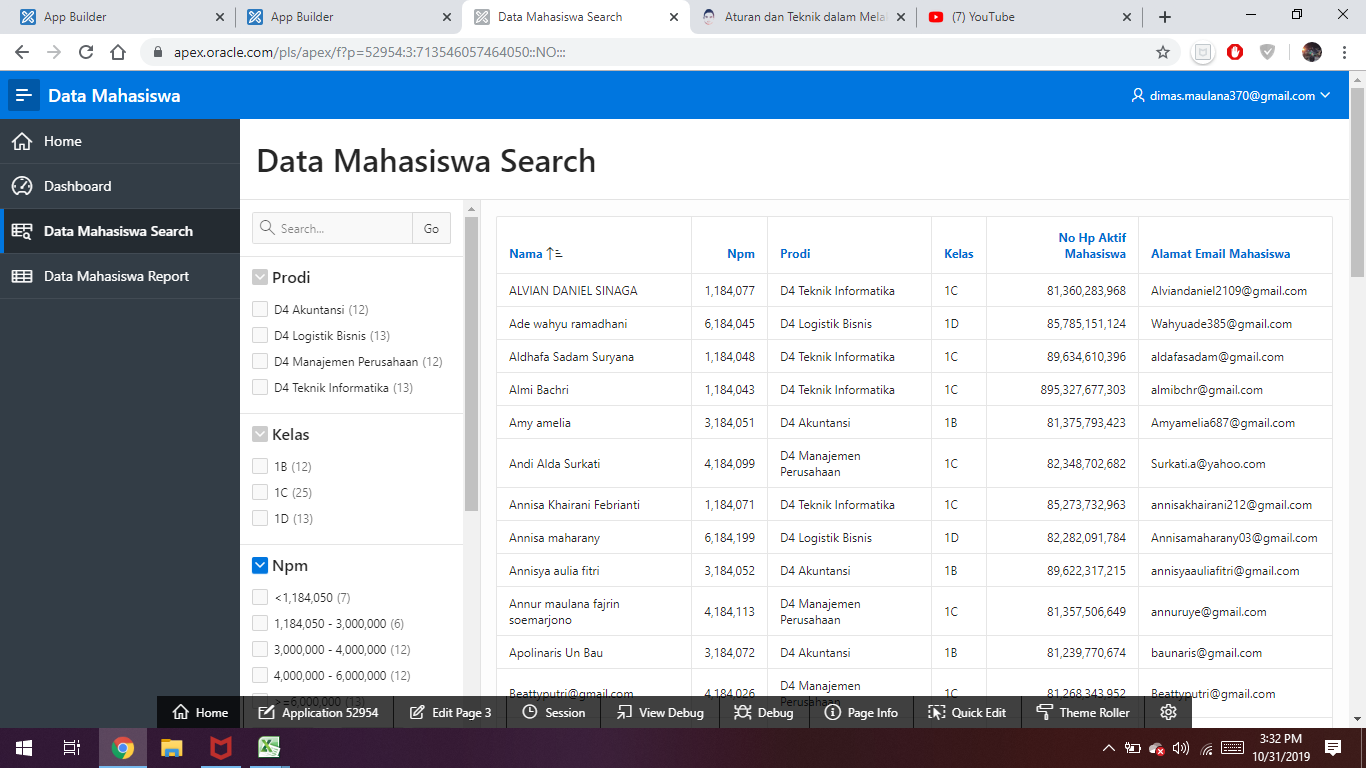 App Builder
App Builder
Data Mahasiswa Search
Aturan dan Teknik dalam Mela
(7) YouTube
apex.oracle.com/pls/apex/f?p=52954:3:713546057464050::NO:::
Data Mahasiswa
dimas.maulana370@gmail.com
Home
Dashboard
Data Mahasiswa Search
Data Mahasiswa Report
Data Mahasiswa Search
Search...
Go
Prodi
D4 Akuntansi (12)
D4 Logistik Bisnis (13)
D4 Manajemen Perusahaan (12)
D4 Teknik Informatika (13)
Kelas
1B (12)
1C (25)
1D (13)
Npm
<1,184,050 (7)
1,184,050 - 3,000,000 (6)
3,000,000 - 4,000,000 (12)
4,000,000 - 6,000,000 (12)
>=6,000,000 (13)
Nama Npm Prodi Kelas No Hp Aktif Mahasiswa Alamat Email Mahasiswa
ALVIAN DANIEL SINAGA 1,184,077 D4 Teknik Informatika 1C 81,360,283,968 Alviandaniel2109@gmail.com
Ade wahyu ramadhani 6,184,045 D4 Logistik Bisnis 1D 85,785,151,124 Wahyuade385@gmail.com
Aldhafa Sadam Suryana 1,184,048 D4 Teknik Informatika 1C 89,634,610,396 aldafasadam@gmail.com
Almi Bachri 1,184,043 D4 Teknik Informatika 1C 895,327,677,303 almibchr@gmail.com
Amy amelia 3,184,051 D4 Akuntansi 1B 81,375,793,423 Amyamelia687@gmail.com
Andi Alda Surkati 4,184,099 D4 Manajemen Perusahaan 1C 82,348,702,682 Surkati.a@yahoo.com
Annisa Khairani Febrianti 1,184,071 D4 Teknik Informatika 1C 85,273,732,963 annisakhairani212@gmail.com
Annisa maharany 6,184,199 D4 Logistik Bisnis 1D 82,282,091,784 Annisamaharany03@gmail.com
Annisya aulia fitri 3,184,052 D4 Akuntansi 1B 89,622,317,215 annisyaauliafitri@gmail.com
Annur maulana fajrin soemarjono 4,184,113 D4 Manajemen Perusahaan 1C 81,357,506,649 annuruye@gmail.com
Apolinaris Un Bau 3,184,072 D4 Akuntansi 1B 81,239,770,674 baunaris@gmail.com
Beattyputri@gmail.com 4,184,026 D4 Manajemen Perusahaan 1C 81,268,343,952 Beattyputri@gmail.com
Home
Application 52954
Edit Page 3
Session
View Debug
Debug
Page Info
Quick Edit
Theme Roller
3:32 PM
10/31/2019